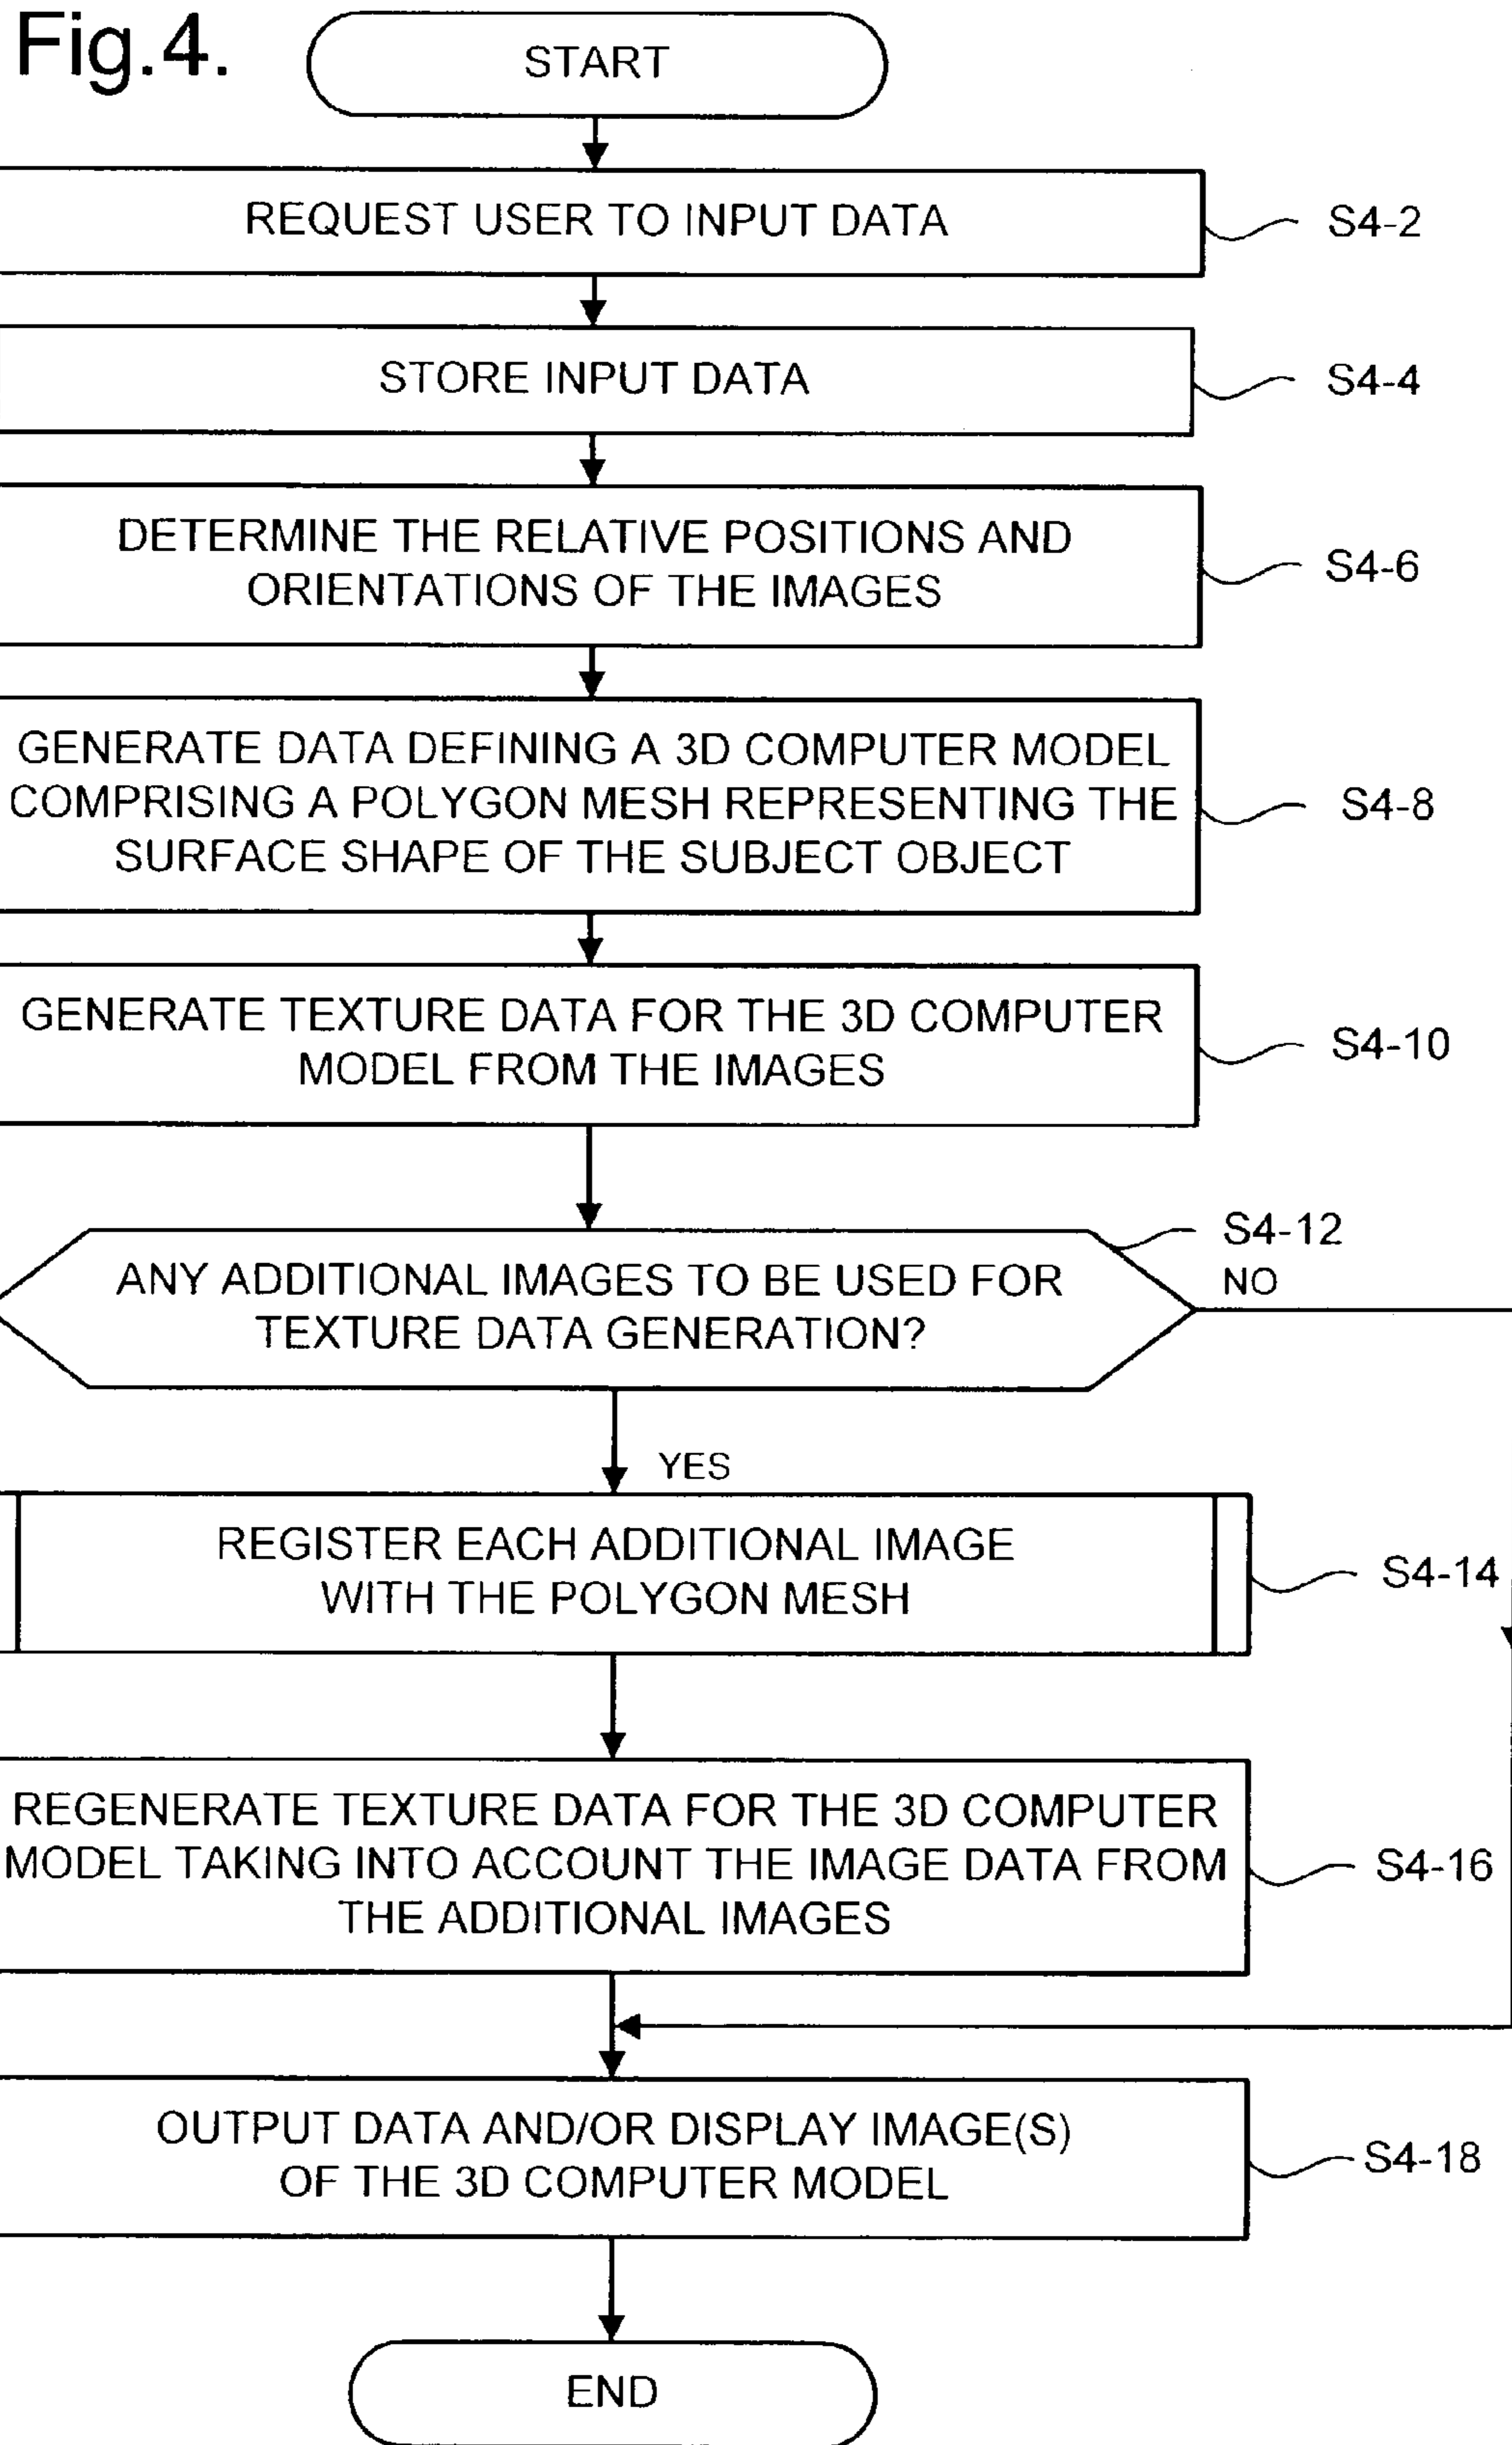 Fig.4.
START
REQUEST USER TO INPUT DATA
S4-2
STORE INPUT DATA
S4-4
DETERMINE THE RELATIVE POSITIONS AND
ORIENTATIONS OF THE IMAGES
S4-6
GENERATE DATA DEFINING A 3D COMPUTER MODEL
COMPRISING A POLYGON MESH REPRESENTING THE
SURFACE SHAPE OF THE SUBJECT OBJECT
S4-8
GENERATE TEXTURE DATA FOR THE 3D COMPUTER
MODEL FROM THE IMAGES
S4-10
ANY ADDITIONAL IMAGES TO BE USED FOR
TEXTURE DATA GENERATION?
S4-12
NO
YES
REGISTER EACH ADDITIONAL IMAGE
WITH THE POLYGON MESH
S4-14
REGENERATE TEXTURE DATA FOR THE 3D COMPUTER
MODEL TAKING INTO ACCOUNT THE IMAGE DATA FROM
THE ADDITIONAL IMAGES
S4-16
OUTPUT DATA AND/OR DISPLAY IMAGE(S)
OF THE 3D COMPUTER MODEL
S4-18
END